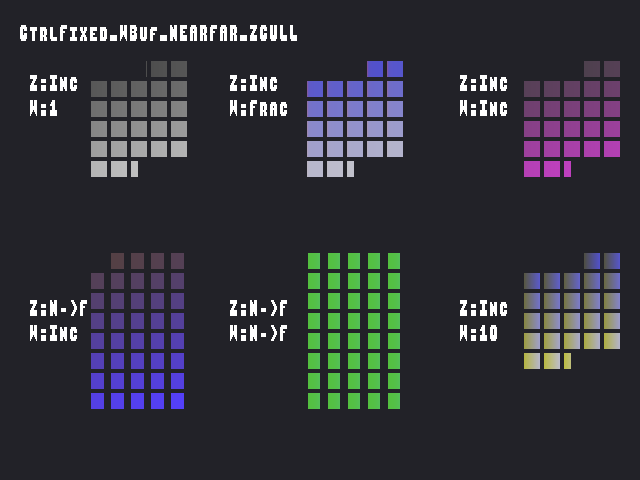 CtrlFixed_WBuf_NEARFAR_ZCULL
Z:Inc
W:1
Z:Inc
W:frac
Z:Inc
W:Inc
Z:N->f
W:Inc
Z:N->f
W:N->f
Z:Inc
W:10